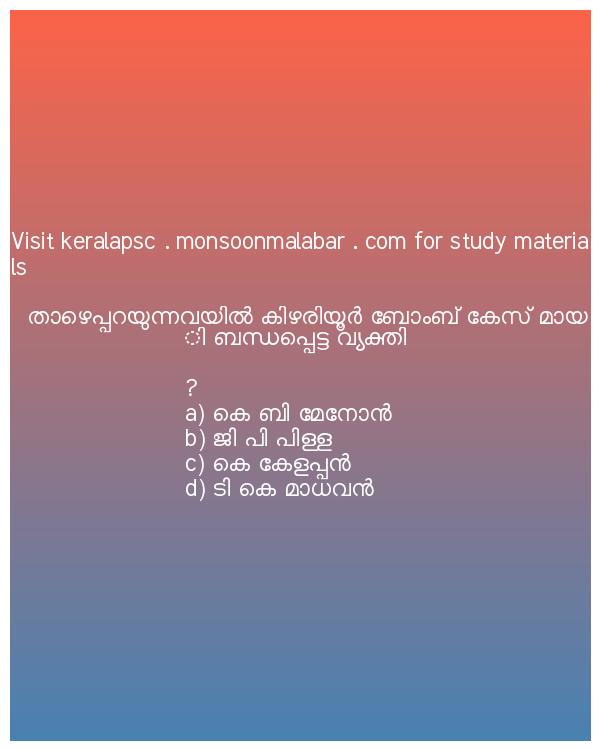 Visit keralapsc . monsoonmalabar . com for study materia
ls
താഴെപ്പറയുന്നവയിൽ കിഴരിയൂർ ബോംബ് കേസ് മായ
ി ബന്ധപ്പെട്ട വ്യക്തി
?
a) കെ ബി മേനോൻ
b) ജി പി പിള്ള
c) കെ കേളപ്പൻ
d) ടി കെ മാധവൻ